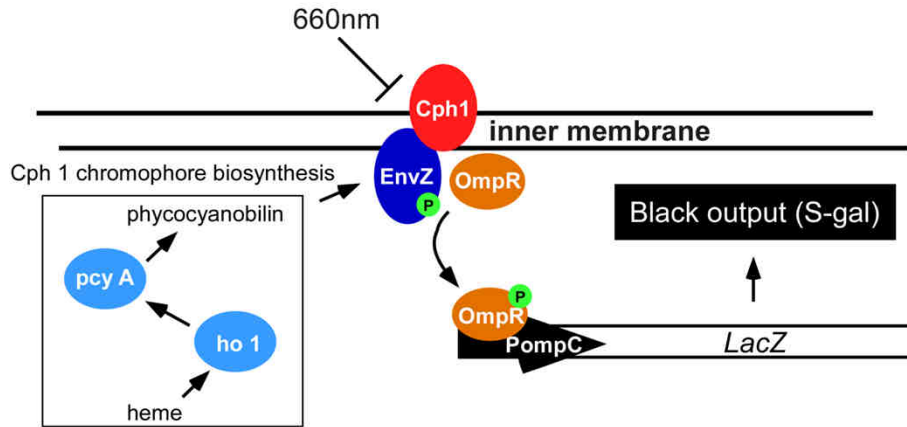 660nm
Cph1
inner membrane
Cph 1 chromophore biosynthesis
EnvZ
OmpR
P
phycocyanobilin
Black output (S-gal)
pcy A
P
OmpR
ho 1
PompC
LacZ
heme